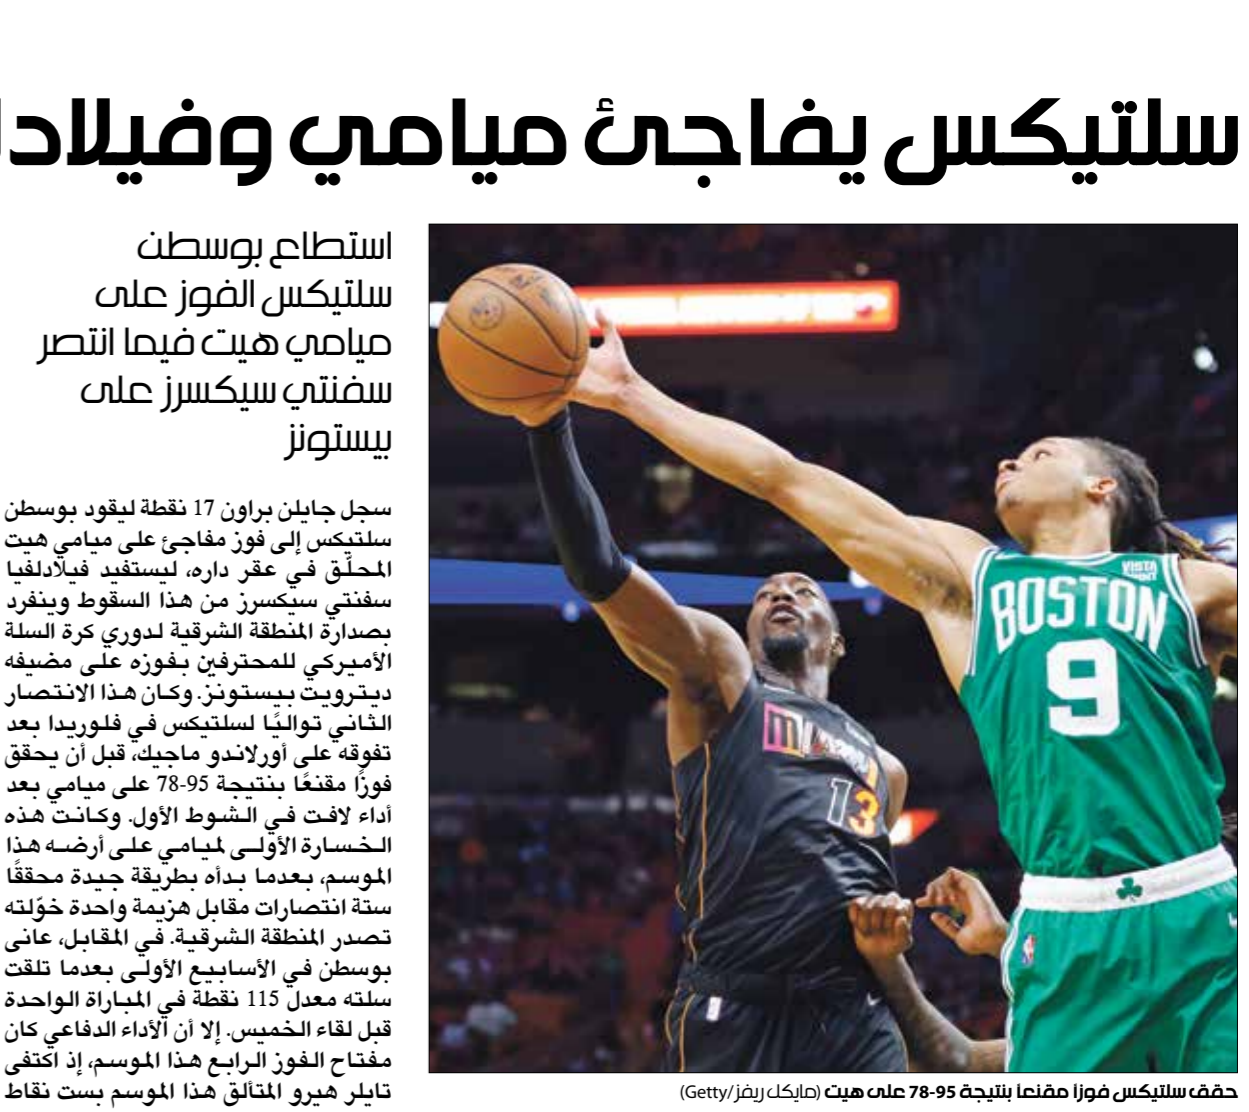 سلتيكس يفاجئ ميامي وفيلاد
استطاع بوسطن
سلتيكس الفوز على
ميامي هيت فيما انتصر
سفنتي سيكسرز على
بيستونز
سجل جايلن براون 17 نقطة ليقود بوسطن
سلتيكس إلى فوز مفاجئ على ميامي هيت
المحلّق في عقر داره، ليستفيد فيلادلفيا
سفنتي سيكسرز من هذا السقوط وينفرد
بصدارة المنطقة الشرقية لدوري كرة السلة
الأميركي للمحترفين بفوزه على مضيفه
ديترويت بيستونز. وكان هذا الانتصار
الثاني تواليًا لسلتيكس في فلوريدا بعد
تفوقه على أورلاندو ماجيك، قبل أن يحقق
فوزًا مقنعًا بنتيجة 95-78 على ميامي بعد
أداء لافت في الشوط الأول. وكانت هذه
الخسارة الأولى لميامي على أرضه هذا
الموسم، بعدما بدأه بطريقة جيدة محققًا
ستة انتصارات مقابل هزيمة واحدة خوّلته
تصدر المنطقة الشرقية. في المقابل، عانى
بوسطن في الأسابيع الأولى بعدما تلقت
سلته معدل 115 نقطة في المباراة الواحدة
قبل لقاء الخميس. إلا أن الأداء الدفاعي كان
مفتاح الفوز الرابع هذا الموسم، إذ اكتفى
تايلر هيرو المتألق هذا الموسم بست نقاط
VISTA
BOSTON
9
13
حقق سلتيكس فوزاً مقنعاً بنتيجة 95-78 على هيت (مايكل ريفز/Getty)